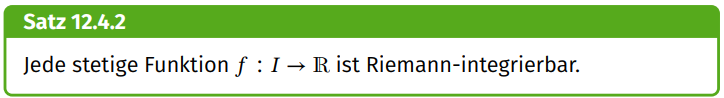 Satz 12.4.2
Jede stetige Funktion f : I → ℝ ist Riemann-integrierbar.